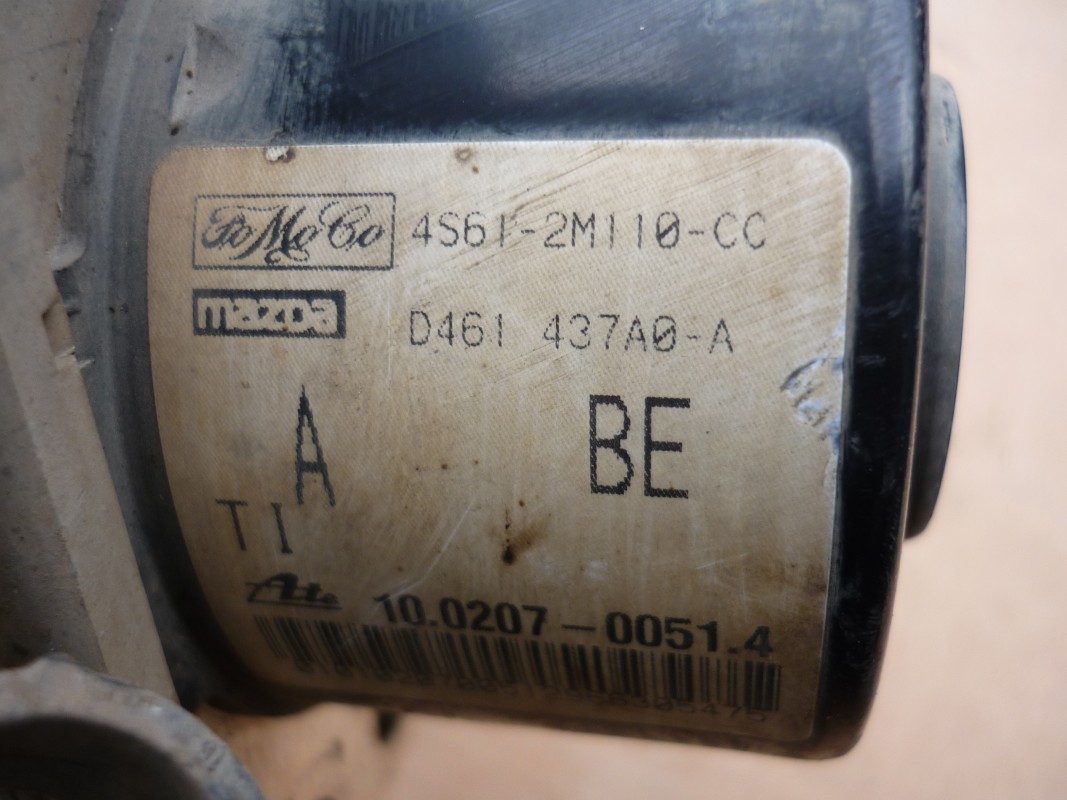 FoMoCo 4S61-2M110-CC
mazda D461 437A0-A
A BE
TI
Ate 10.0207-0051.4